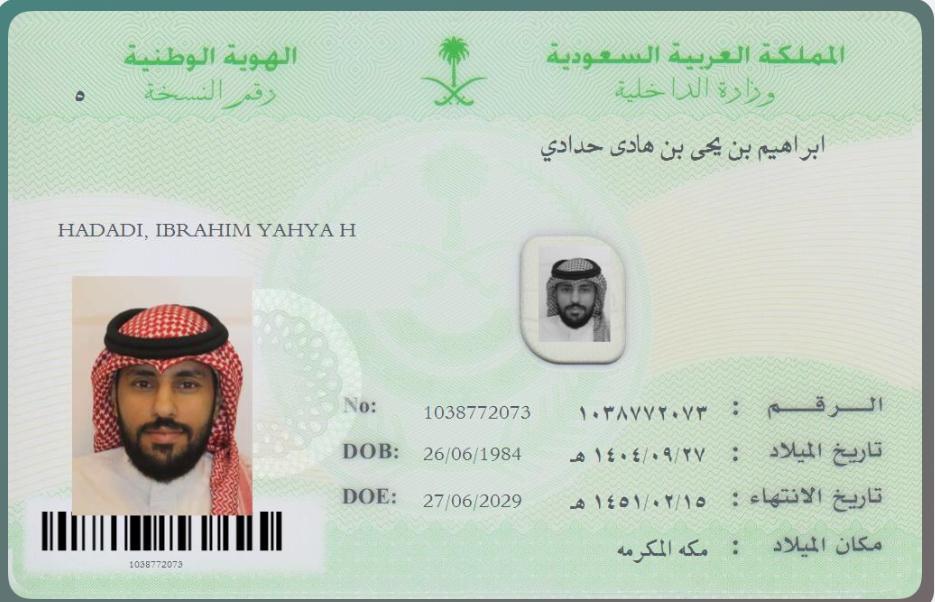 المملكة العربية السعودية
وزارة الداخلية
الهوية الوطنية
رقم النسخة ٥
ابراهيم بن يحى بن هادى حدادي
HADADI, IBRAHIM YAHYA H
الرقم : ١٠٣٨٧٧٢٠٧٣ 1038772073 No:
تاريخ الميلاد : ١٤٠٤/٠٩/٢٧ هـ 26/06/1984 DOB:
تاريخ الانتهاء : ١٤٥١/٠٢/١٥ هـ 27/06/2029 DOE:
مكان الميلاد : مكه المكرمه
1038772073